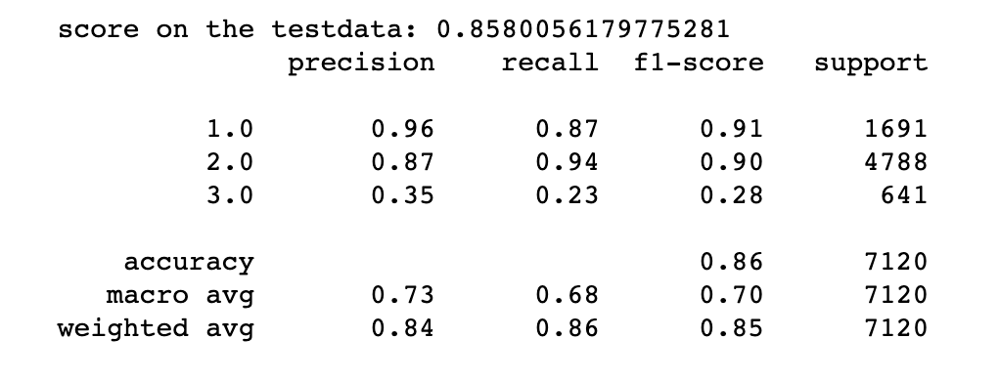 score on the testdata: 0.8580056179775281
precision recall f1-score support
1.0 0.96 0.87 0.91 1691
2.0 0.87 0.94 0.90 4788
3.0 0.35 0.23 0.28 641
accuracy 0.86 7120
macro avg 0.73 0.68 0.70 7120
weighted avg 0.84 0.86 0.85 7120